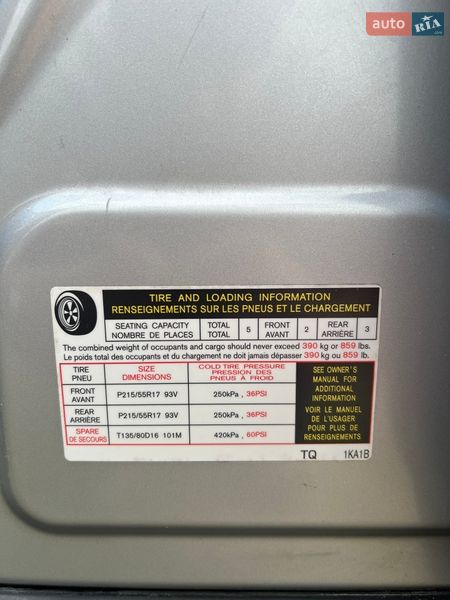 auto RIA
.com
TIRE AND LOADING INFORMATION
RENSEIGNEMENTS SUR LES PNEUS ET LE CHARGEMENT
SEATING CAPACITY TOTAL 5 FRONT 2 REAR 3
NOMBRE DE PLACES TOTAL AVANT ARRIÈRE
The combined weight of occupants and cargo should never exceed 390 kg or 859 lbs.
Le poids total des occupants et du chargement ne doit jamais dépasser 390 kg ou 859 lb.
TIRE SIZE COLD TIRE PRESSURE
PNEU DIMENSIONS PRESSION DES
PNEUS A FROID
FRONT
AVANT P215/55R17 93V 250kPa , 36PSI
REAR
ARRIÈRE P215/55R17 93V 250kPa , 36PSI
SPARE
DE SECOURS T135/80D16 101M 420kPa , 60PSI
SEE OWNER'S
MANUAL FOR
ADDITIONAL
INFORMATION
VOIR LE MANUEL
DE L'USAGER
POUR PLUS DE
RENSEIGNEMENTS
TQ 1KA1B